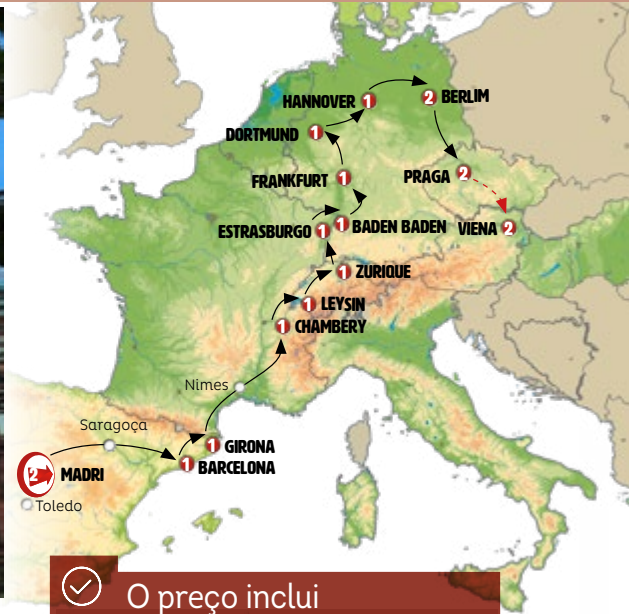 HANNOVER 1
2 BERLIM
DORTMUND 1
FRANKFURT 1
PRAGA 2
ESTRASBURGO 1
1 BADEN BADEN
VIENA 2
1 ZURIQUE
1 LEYSIN
1 CHAMBERY
Nimes
Saragoça
1 GIRONA
1 BARCELONA
2 MADRI
Toledo
O preço inclui